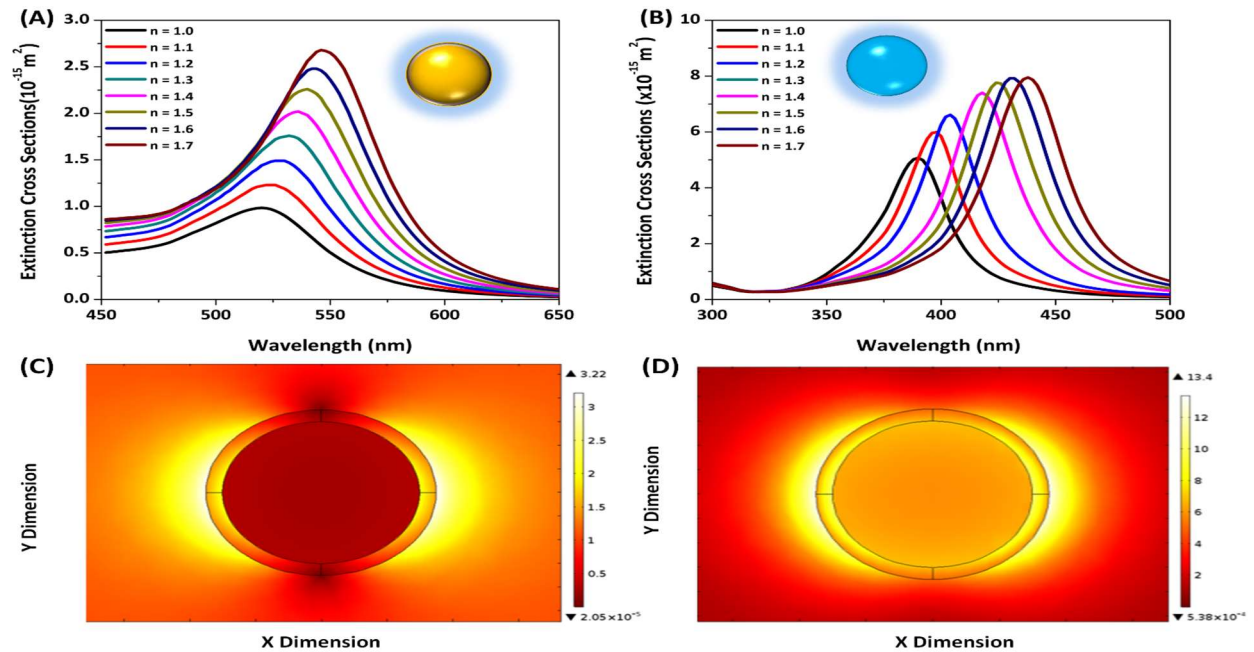 (A)
Extinction Cross Sections(10⁻¹⁵ m²)
3.0
2.5
2.0
1.5
1.0
0.5
0.0
n = 1.0
n = 1.1
n = 1.2
n = 1.3
n = 1.4
n = 1.5
n = 1.6
n = 1.7
450 500 550 600 650
Wavelength (nm)
(B)
Extinction Cross Sections (x10⁻¹⁵ m²)
10
8
6
4
2
0
n = 1.0
n = 1.1
n = 1.2
n = 1.3
n = 1.4
n = 1.5
n = 1.6
n = 1.7
300 350 400 450 500
Wavelength (nm)
(C)
Y Dimension
X Dimension
▲ 3.22
3
2.5
2
1.5
1
0.5
▼ 2.05×10⁻⁵
(D)
Y Dimension
X Dimension
▲ 13.4
12
10
8
6
4
2
▼ 5.38×10⁻⁴